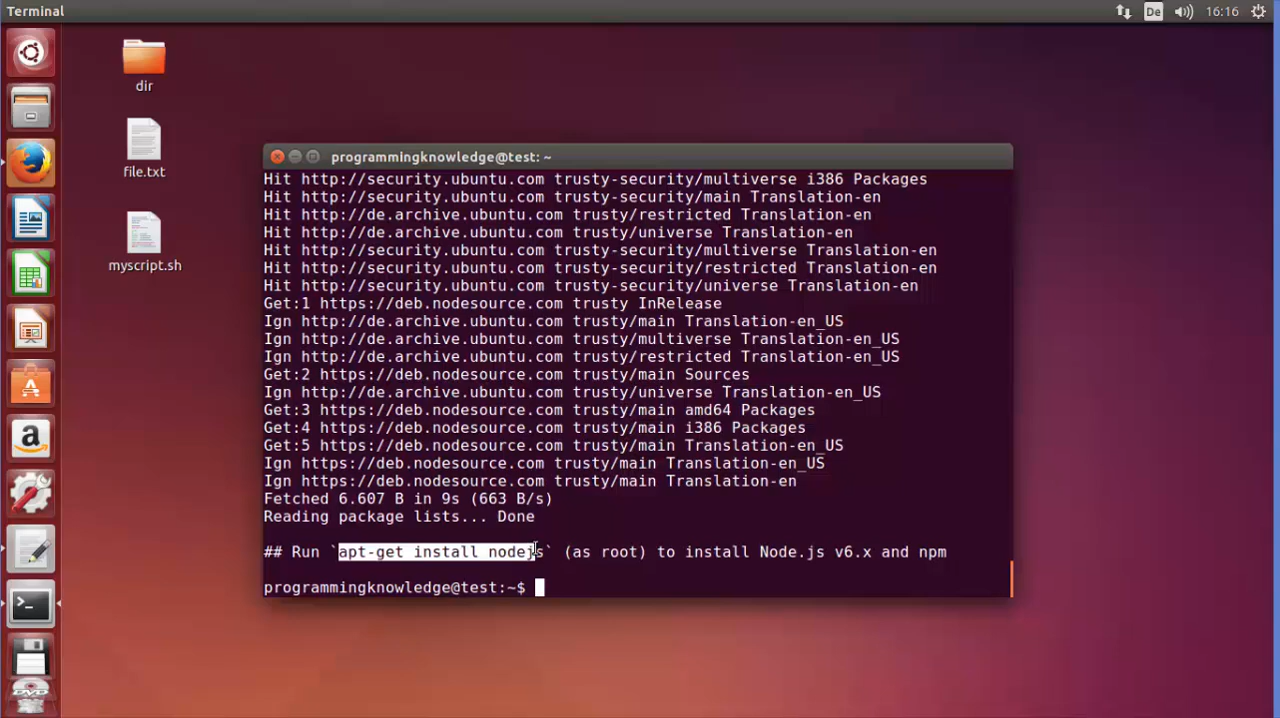 Terminal
De
16:16
dir
file.txt
myscript.sh
programmingknowledge@test: ~
Hit http://security.ubuntu.com trusty-security/multiverse i386 Packages
Hit http://security.ubuntu.com trusty-security/main Translation-en
Hit http://de.archive.ubuntu.com trusty/restricted Translation-en
Hit http://de.archive.ubuntu.com trusty/universe Translation-en
Hit http://security.ubuntu.com trusty-security/multiverse Translation-en
Hit http://security.ubuntu.com trusty-security/restricted Translation-en
Hit http://security.ubuntu.com trusty-security/universe Translation-en
Get:1 https://deb.nodesource.com trusty InRelease
Ign http://de.archive.ubuntu.com trusty/main Translation-en_US
Ign http://de.archive.ubuntu.com trusty/multiverse Translation-en_US
Ign http://de.archive.ubuntu.com trusty/restricted Translation-en_US
Get:2 https://deb.nodesource.com trusty/main Sources
Ign http://de.archive.ubuntu.com trusty/universe Translation-en_US
Get:3 https://deb.nodesource.com trusty/main amd64 Packages
Get:4 https://deb.nodesource.com trusty/main i386 Packages
Get:5 https://deb.nodesource.com trusty/main Translation-en_US
Ign https://deb.nodesource.com trusty/main Translation-en_US
Ign https://deb.nodesource.com trusty/main Translation-en
Fetched 6.607 B in 9s (663 B/s)
Reading package lists... Done
## Run `apt-get install nodejs` (as root) to install Node.js v6.x and npm
programmingknowledge@test:~$